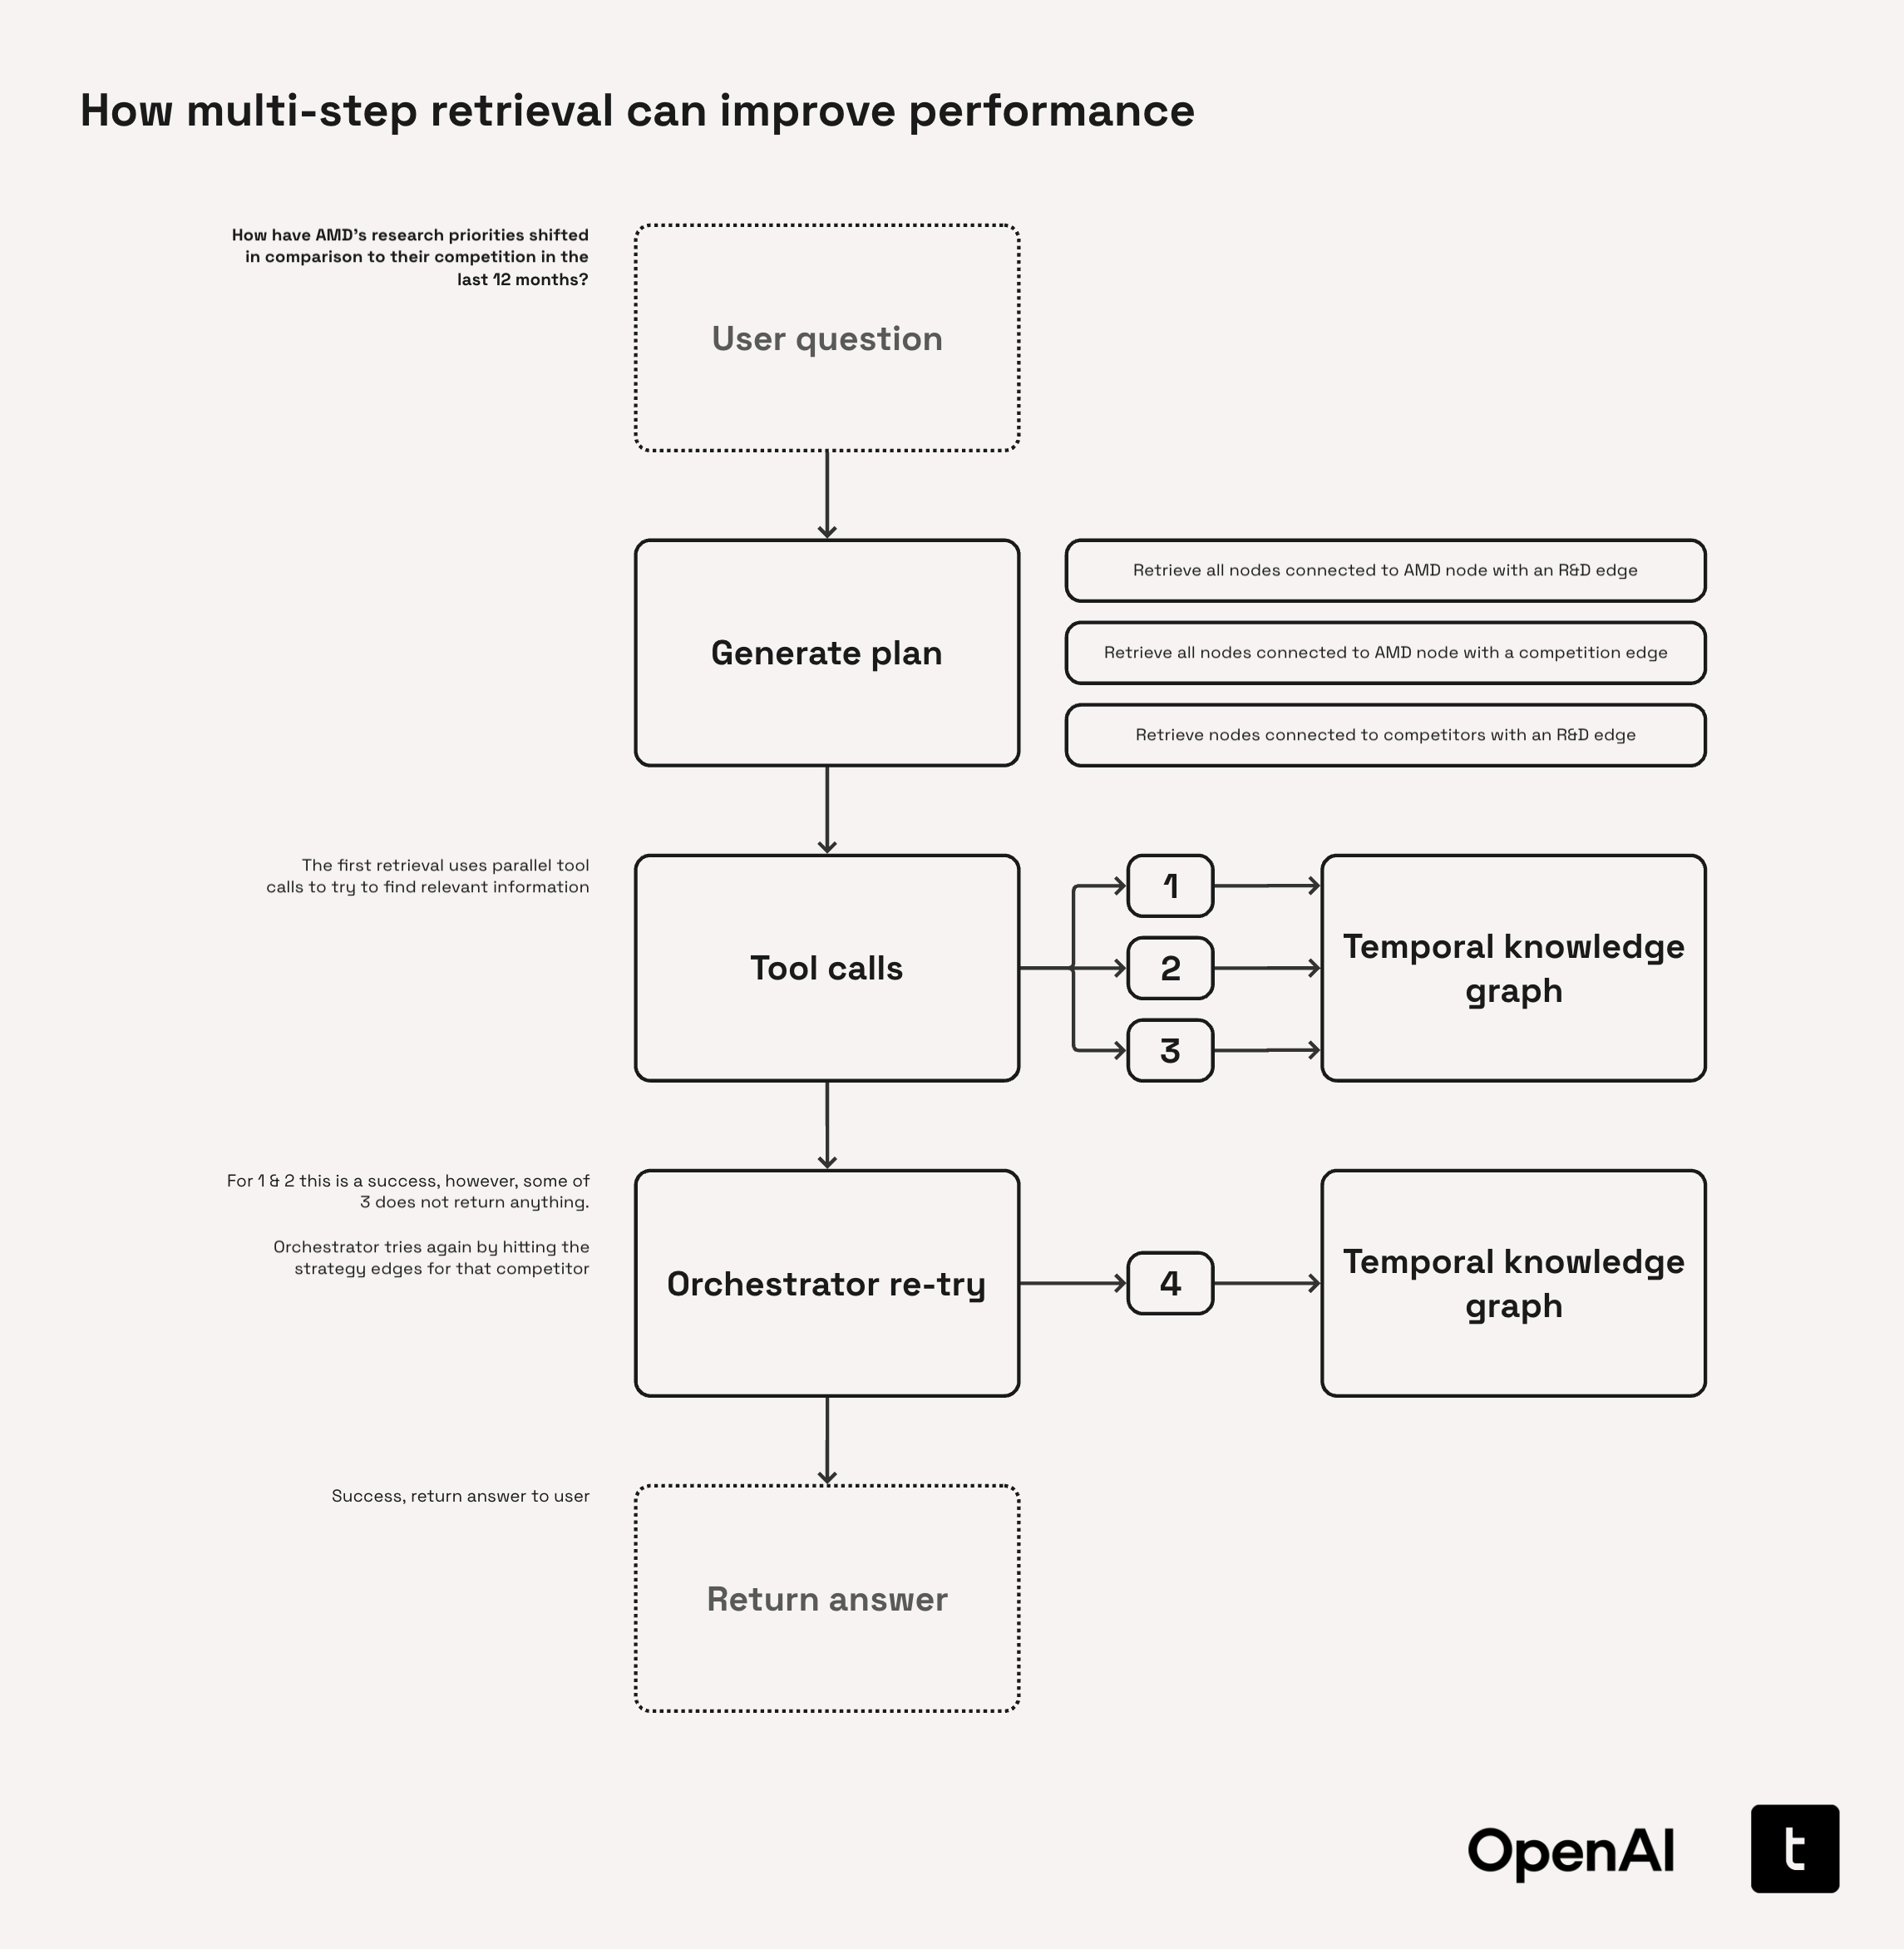 How multi-step retrieval can improve performance
How have AMD's research priorities shifted
in comparison to their competition in the
last 12 months?
User question
Generate plan
Retrieve all nodes connected to AMD node with an R&D edge
Retrieve all nodes connected to AMD node with a competition edge
Retrieve nodes connected to competitors with an R&D edge
The first retrieval uses parallel tool
calls to try to find relevant information
Tool calls
1
2
3
Temporal knowledge
graph
For 1 & 2 this is a success, however, some of
3 does not return anything.
Orchestrator tries again by hitting the
strategy edges for that competitor
Orchestrator re-try
4
Temporal knowledge
graph
Success, return answer to user
Return answer
OpenAI
t